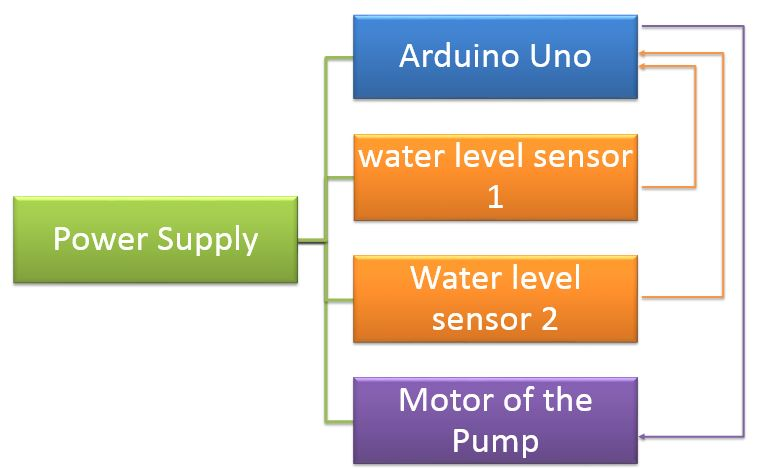 Arduino Uno
water level sensor
1
Power Supply
Water level
sensor 2
Motor of the
Pump